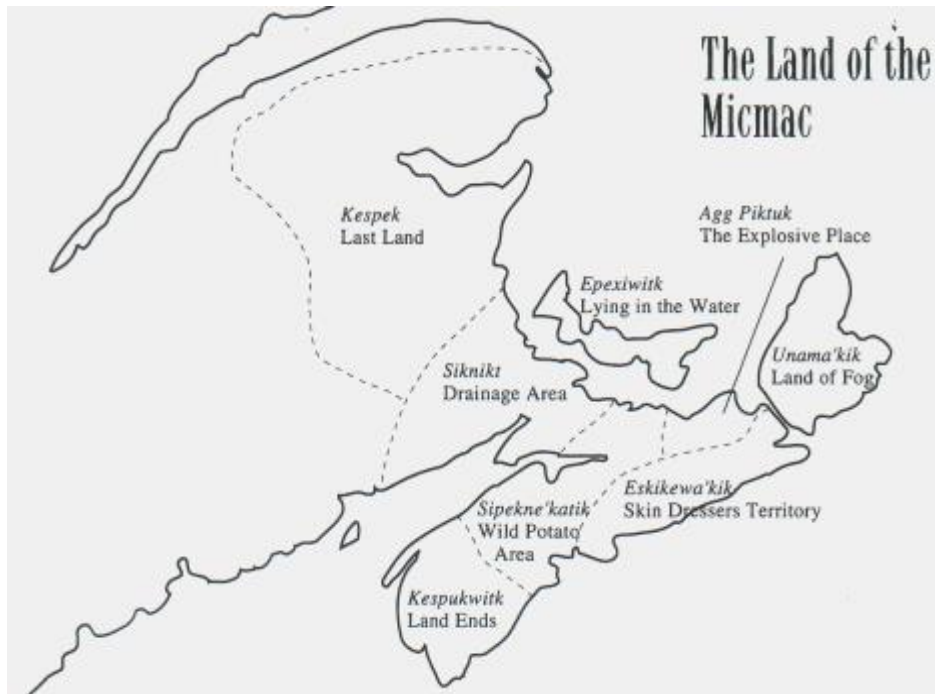 The Land of the
Micmac
Kespek
Last Land
Agg Piktuk
The Explosive Place
Epexiwitk
Lying in the Water
Unama'kik
Land of Fog
Siknikt
Drainage Area
Eskikewa'kik
Skin Dressers Territory
Sipekne'katik
Wild Potato
Area
Kespukwitk
Land Ends